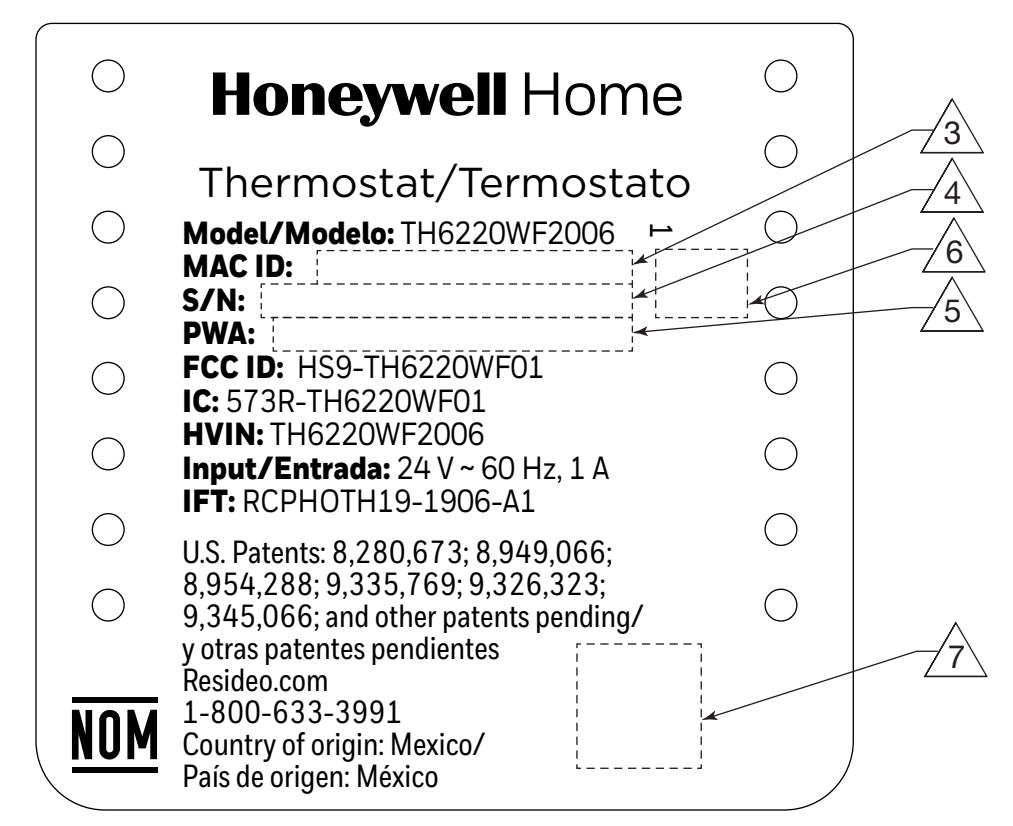 Honeywell Home
Thermostat/Termostato
Model/Modelo: TH6220WF2006
1
MAC ID:
S/N:
PWA:
FCC ID: HS9-TH6220WF01
IC: 573R-TH6220WF01
HVIN: TH6220WF2006
Input/Entrada: 24 V ~ 60 Hz, 1 A
IFT: RCPHOTH19-1906-A1
U.S. Patents: 8,280,673; 8,949,066;
8,954,288; 9,335,769; 9,326,323;
9,345,066; and other patents pending/
y otras patentes pendientes
Resideo.com
1-800-633-3991
Country of origin: Mexico/
País de origen: México
NOM
3
4
6
5
7